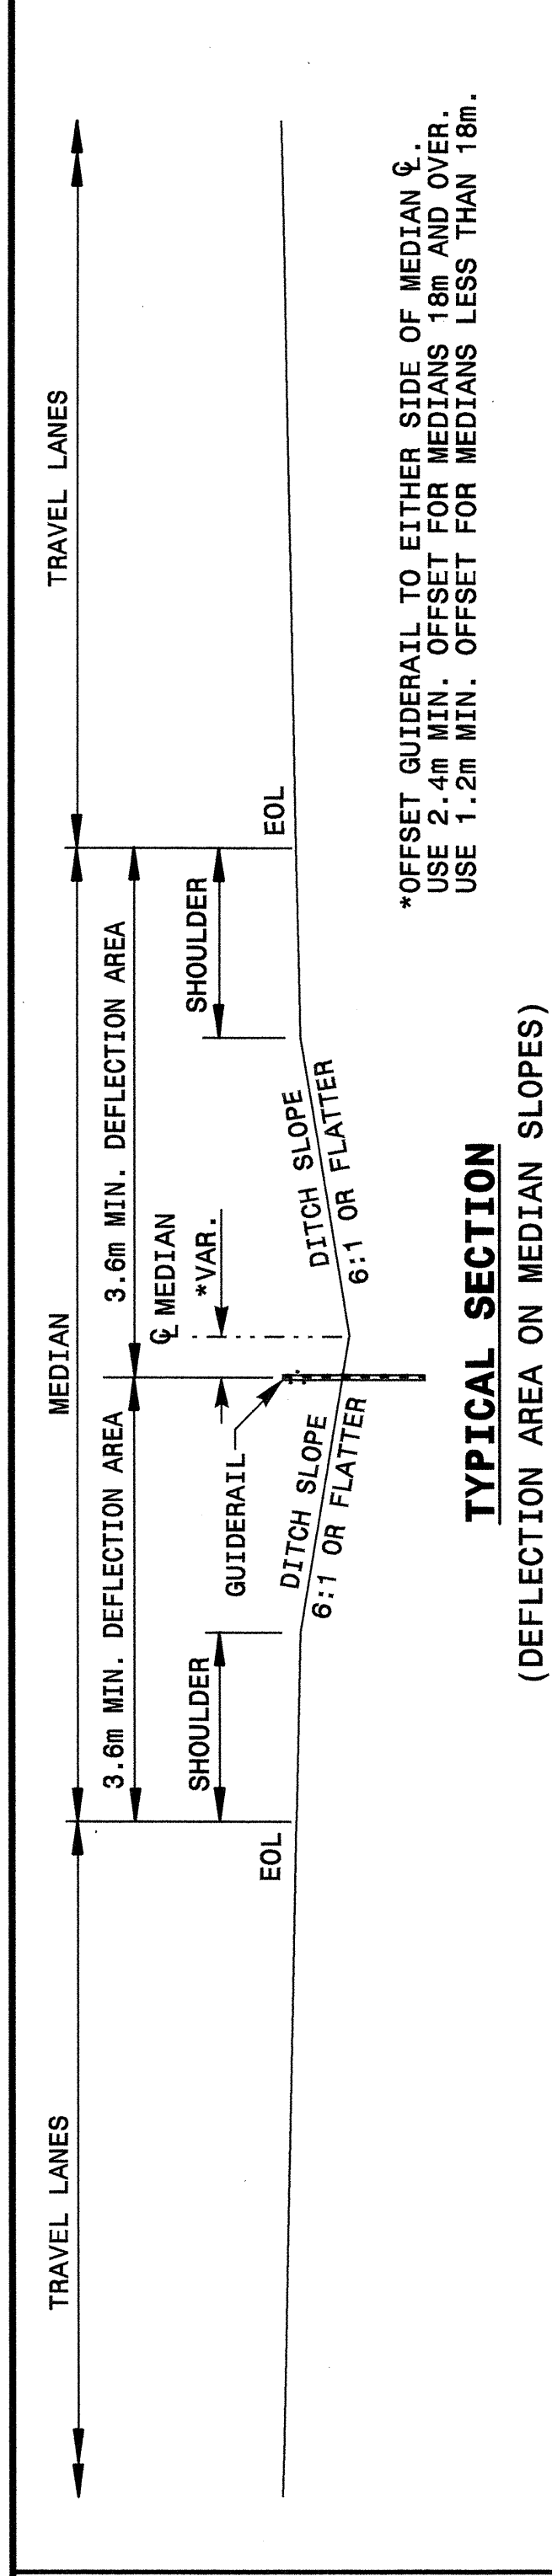 TRAVEL LANES
MEDIAN
TRAVEL LANES
3.6m MIN. DEFLECTION AREA
3.6m MIN. DEFLECTION AREA
℄ MEDIAN
SHOULDER
*VAR.
SHOULDER
GUIDERAIL
EOL
EOL
DITCH SLOPE
6:1 OR FLATTER
DITCH SLOPE
6:1 OR FLATTER
*OFFSET GUIDERAIL TO EITHER SIDE OF MEDIAN ℄.
USE 2.4m MIN. OFFSET FOR MEDIANS 18m AND OVER.
USE 1.2m MIN. OFFSET FOR MEDIANS LESS THAN 18m.
TYPICAL SECTION
(DEFLECTION AREA ON MEDIAN SLOPES)